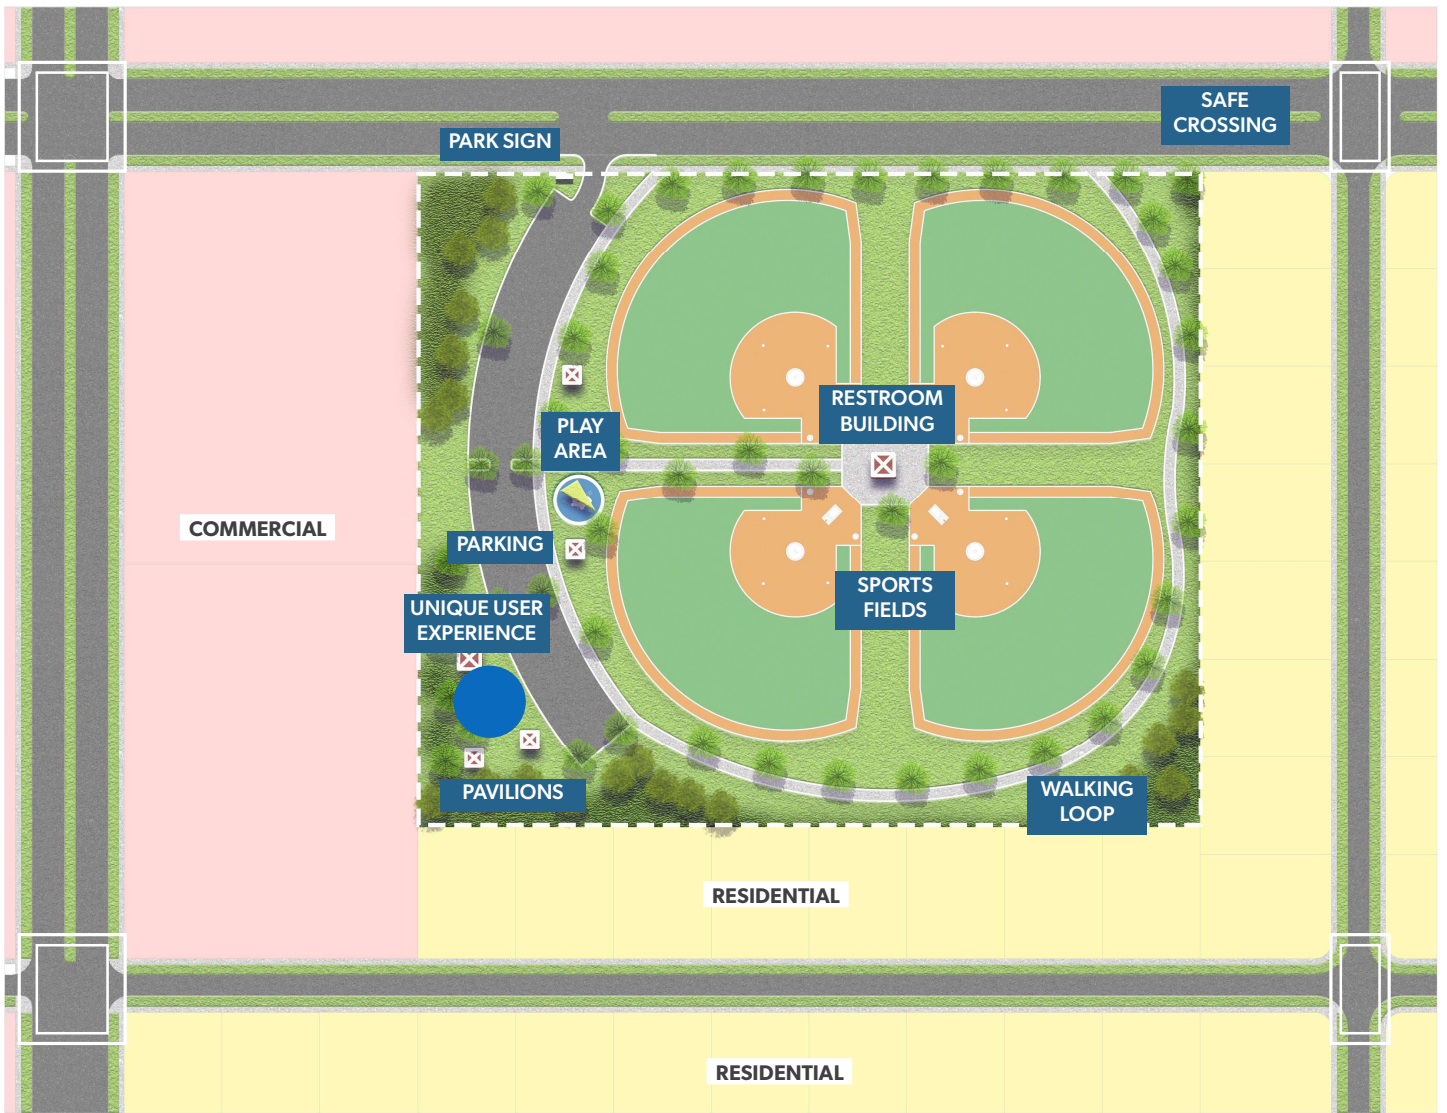 SAFE
CROSSING
PARK SIGN
RESTROOM
BUILDING
PLAY
AREA
COMMERCIAL
PARKING
SPORTS
FIELDS
UNIQUE USER
EXPERIENCE
PAVILIONS
WALKING
LOOP
RESIDENTIAL
RESIDENTIAL